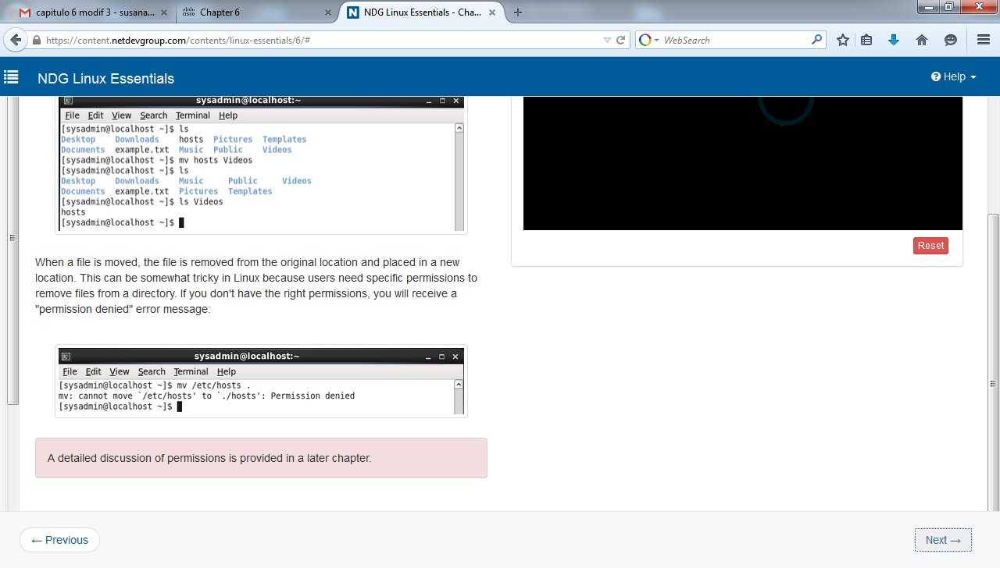 capitulo 6 modif 3 - susana...
Chapter 6
NDG Linux Essentials - Cha...
https://content.netdevgroup.com/contents/linux-essentials/6/#
WebSearch
NDG Linux Essentials
Help
sysadmin@localhost:~
File Edit View Search Terminal Help
[sysadmin@localhost ~]$ ls
Desktop Downloads hosts Pictures Templates
Documents example.txt Music Public Videos
[sysadmin@localhost ~]$ mv hosts Videos
[sysadmin@localhost ~]$ ls
Desktop Downloads Music Public Videos
Documents example.txt Pictures Templates
[sysadmin@localhost ~]$ ls Videos
hosts
[sysadmin@localhost ~]$
Reset
When a file is moved, the file is removed from the original location and placed in a new
location. This can be somewhat tricky in Linux because users need specific permissions to
remove files from a directory. If you don't have the right permissions, you will receive a
"permission denied" error message:
sysadmin@localhost:~
File Edit View Search Terminal Help
[sysadmin@localhost ~]$ mv /etc/hosts .
mv: cannot move `/etc/hosts' to `./hosts': Permission denied
[sysadmin@localhost ~]$
A detailed discussion of permissions is provided in a later chapter.
← Previous
Next →